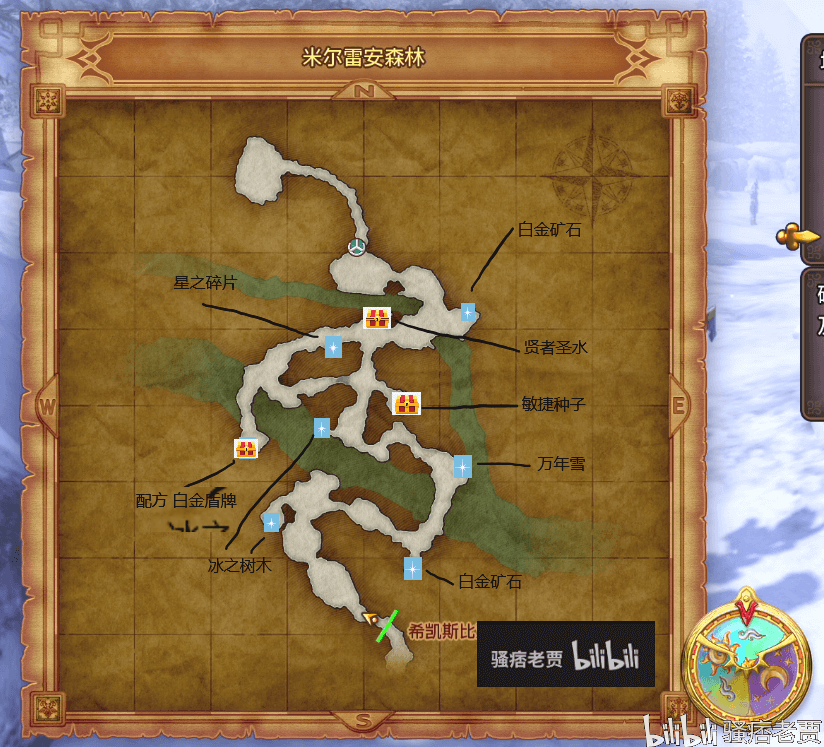 米尔雷安森林
N
白金矿石
星之碎片
贤者圣水
W
E
敏捷种子
万年雪
配方 白金盾牌
冰之树木
白金矿石
希凯斯比
骚痞老贾 bilibili
S
bilibili 骚痞老贾